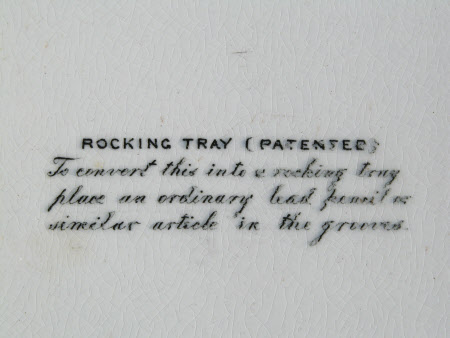 ROCKING TRAY (PATENTED)
To convert this into a rocking tray
place an ordinary lead pencil or
similar article in the grooves.